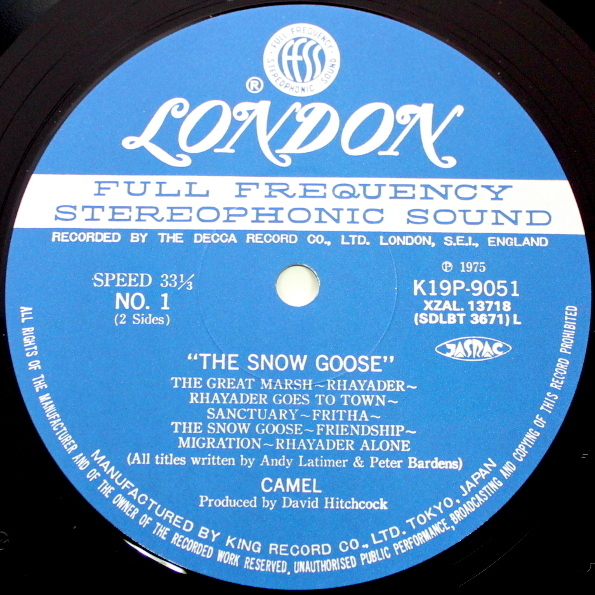 FULL FREQUENCY
ffss
STEREOPHONIC SOUND
®
LONDON
FULL FREQUENCY
STEREOPHONIC SOUND
RECORDED BY THE DECCA RECORD CO., LTD. LONDON, S.E.I., ENGLAND
SPEED 33⅓
NO. 1
(2 Sides)
℗ 1975
K19P-9051
XZAL. 13718
(SDLBT 3671) L
JASRAC
"THE SNOW GOOSE"
THE GREAT MARSH~RHAYADER~
RHAYADER GOES TO TOWN~
SANCTUARY~FRITHA~
THE SNOW GOOSE~FRIENDSHIP~
MIGRATION~RHAYADER ALONE
(All titles written by Andy Latimer & Peter Bardens)
CAMEL
Produced by David Hitchcock
MANUFACTURED BY KING RECORD CO., LTD. TOKYO, JAPAN
ALL RIGHTS OF THE MANUFACTURER AND OF THE OWNER OF THE RECORDED WORK RESERVED, UNAUTHORISED PUBLIC PERFORMANCE, BROADCASTING AND COPYING OF THIS RECORD PROHIBITED